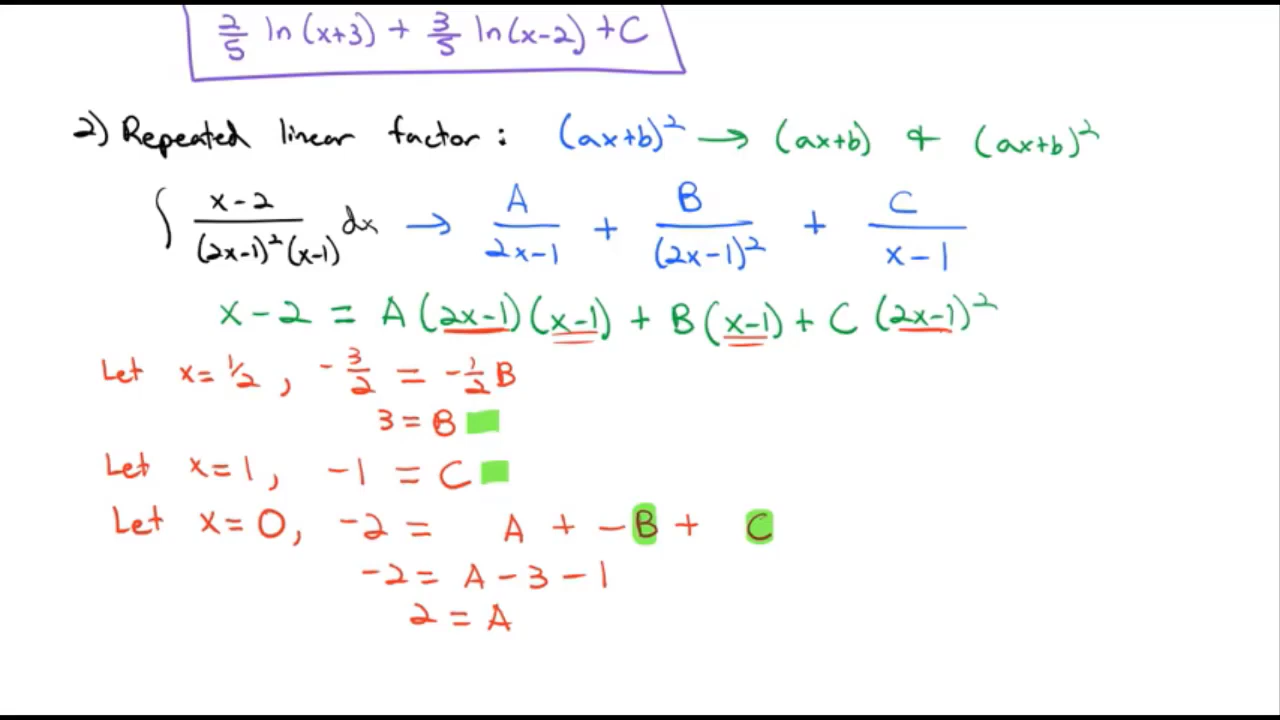 2/5 ln(x+3) + 3/5 ln(x-2) + C
2) Repeated linear factor: (ax+b)² → (ax+b) & (ax+b)²
∫ x-2 / (2x-1)²(x-1) dx → A / 2x-1 + B / (2x-1)² + C / x-1
x-2 = A(2x-1)(x-1) + B(x-1) + C(2x-1)²
Let x=1/2, -3/2 = -1/2 B
3 = B
Let x=1, -1 = C
Let x=0, -2 = A + -B + C
-2 = A - 3 - 1
2 = A